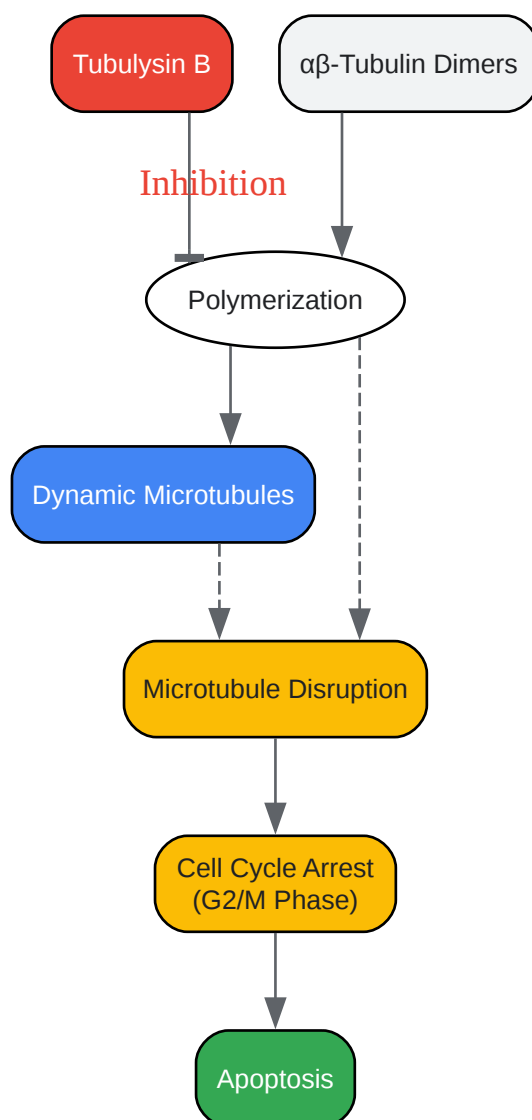 Tubulysin B
αβ-Tubulin Dimers
Inhibition
Polymerization
Dynamic Microtubules
Microtubule Disruption
Cell Cycle Arrest
(G2/M Phase)
Apoptosis